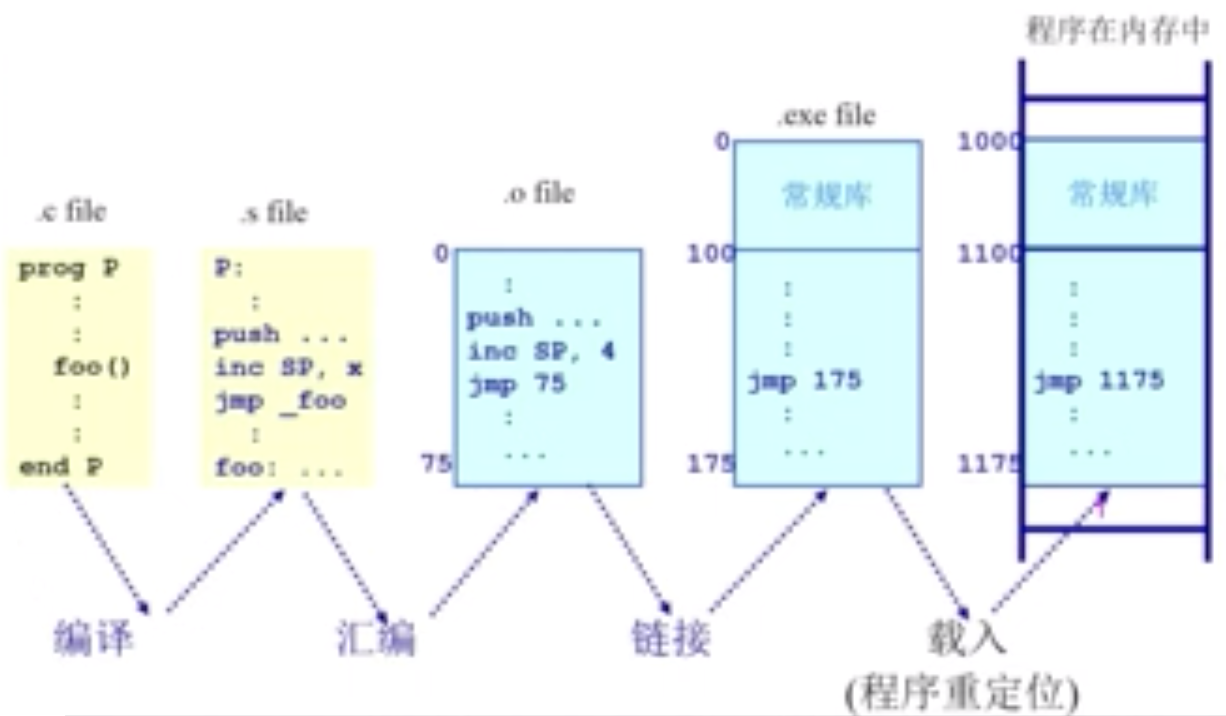 .c file
prog P
:
:
foo()
:
:
end P
编译
.s file
P:
:
push ...
inc SP, x
jmp _foo
:
foo: ...
汇编
.o file
0
:
push ...
inc SP, 4
jmp 75
:
...
75
链接
.exe file
0
常规库
100
:
:
:
jmp 175
:
...
175
载入
(程序重定位)
程序在内存中
1000
常规库
1100
:
:
:
jmp 1175
:
...
1175